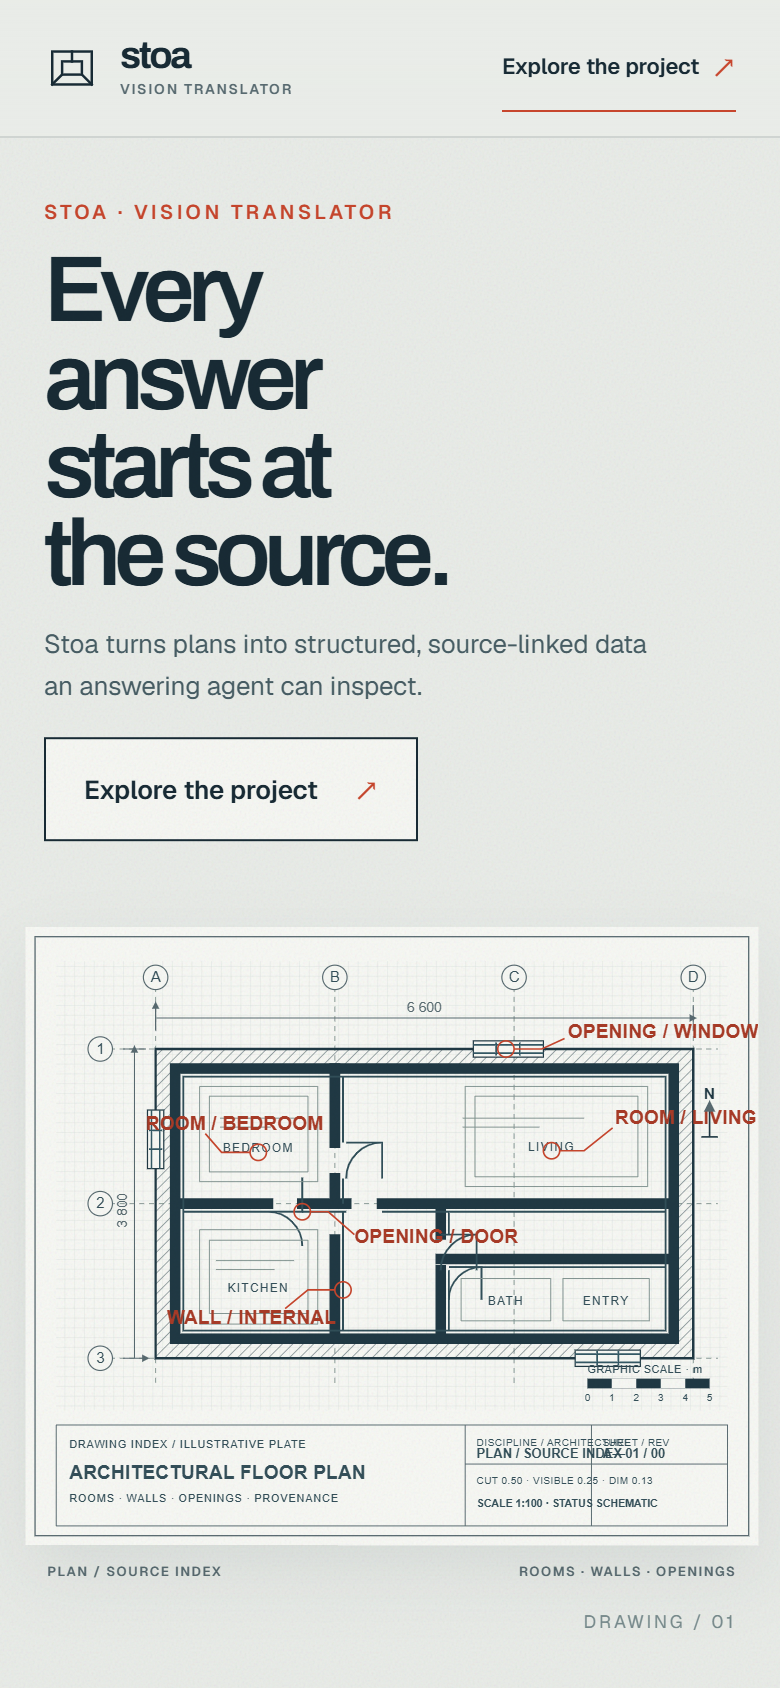 stoa
VISION TRANSLATOR
Explore the project ↗
STOA · VISION TRANSLATOR
Every
answer
starts at
the source.
Stoa turns plans into structured, source-linked data
an answering agent can inspect.
Explore the project ↗
A B C D
6 600
OPENING / WINDOW
1
N
ROOM / BEDROOM
ROOM / LIVING
BEDROOM
LIVING
2
3 800
OPENING / DOOR
KITCHEN
BATH
ENTRY
WALL / INTERNAL
3
GRAPHIC SCALE · m
0 1 2 3 4 5
DRAWING INDEX / ILLUSTRATIVE PLATE
ARCHITECTURAL FLOOR PLAN
ROOMS · WALLS · OPENINGS · PROVENANCE
DISCIPLINE / ARCHITECTURE
SHEET / REV
PLAN / SOURCE INDEX
01 / 00
CUT 0.50 · VISIBLE 0.25 · DIM 0.13
SCALE 1:100 · STATUS SCHEMATIC
PLAN / SOURCE INDEX
ROOMS · WALLS · OPENINGS
DRAWING / 01